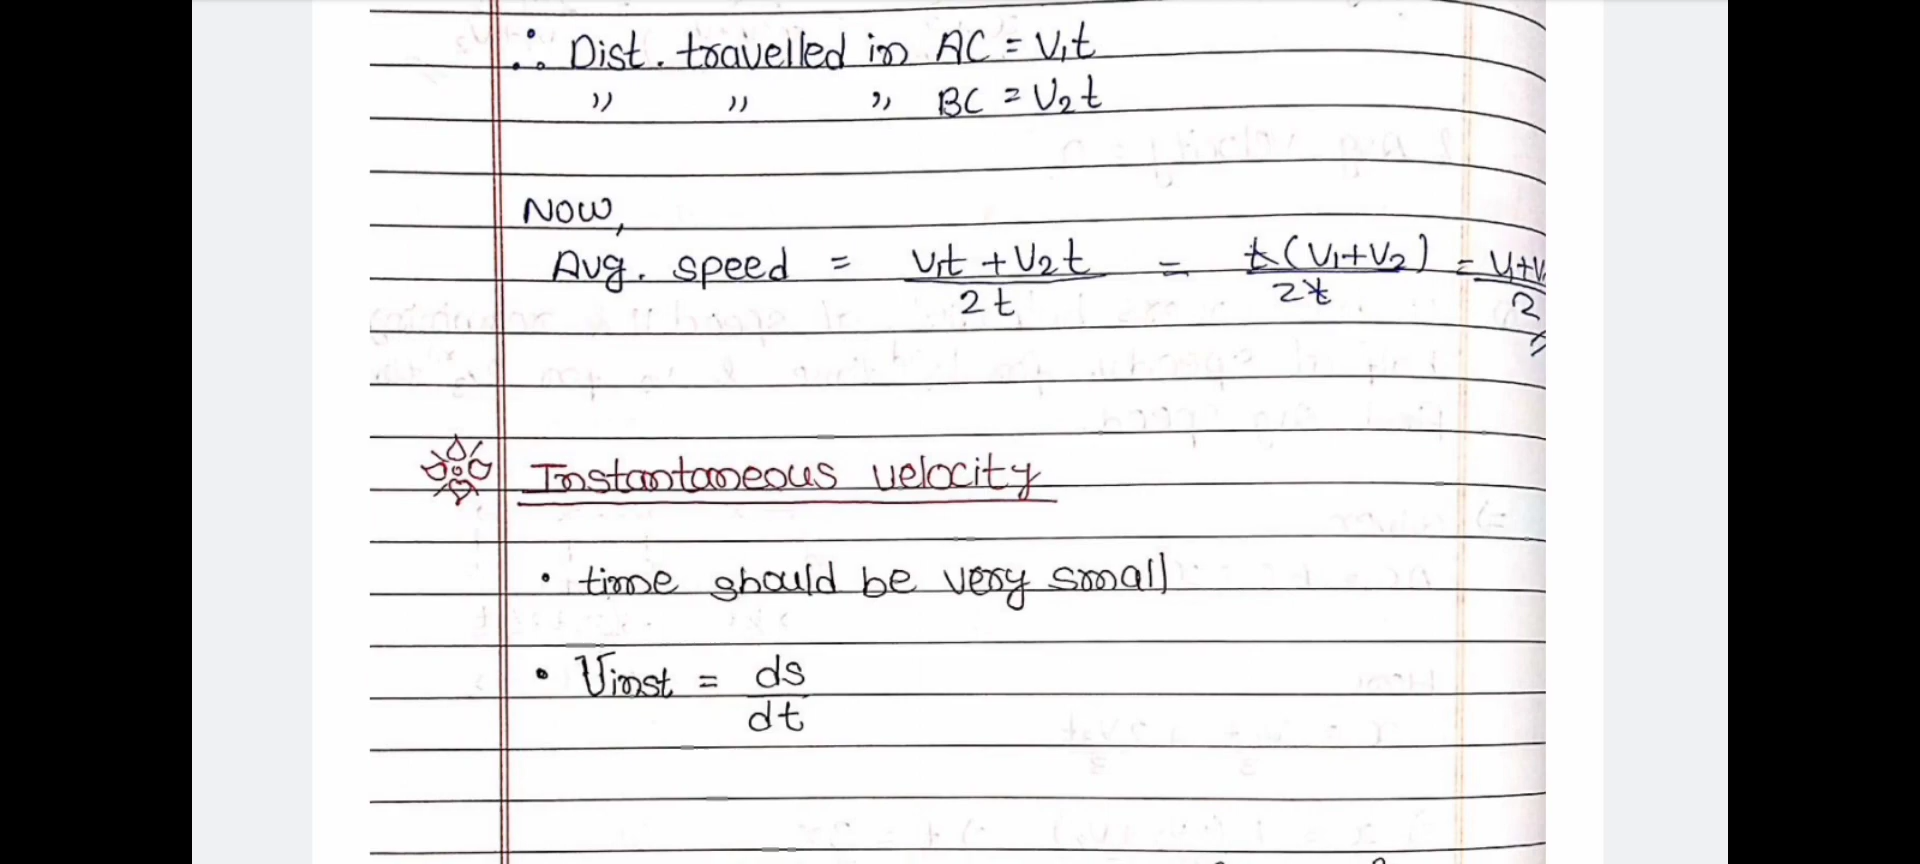 ∴ Dist. travelled in AC = V₁t
" " " BC = V₂t
Now,
Avg. speed = V₁t + V₂t / 2t = t(V₁+V₂) / 2t = V₁+V / 2
Instantaneous velocity
• time should be very small
• Vinst = ds / dt